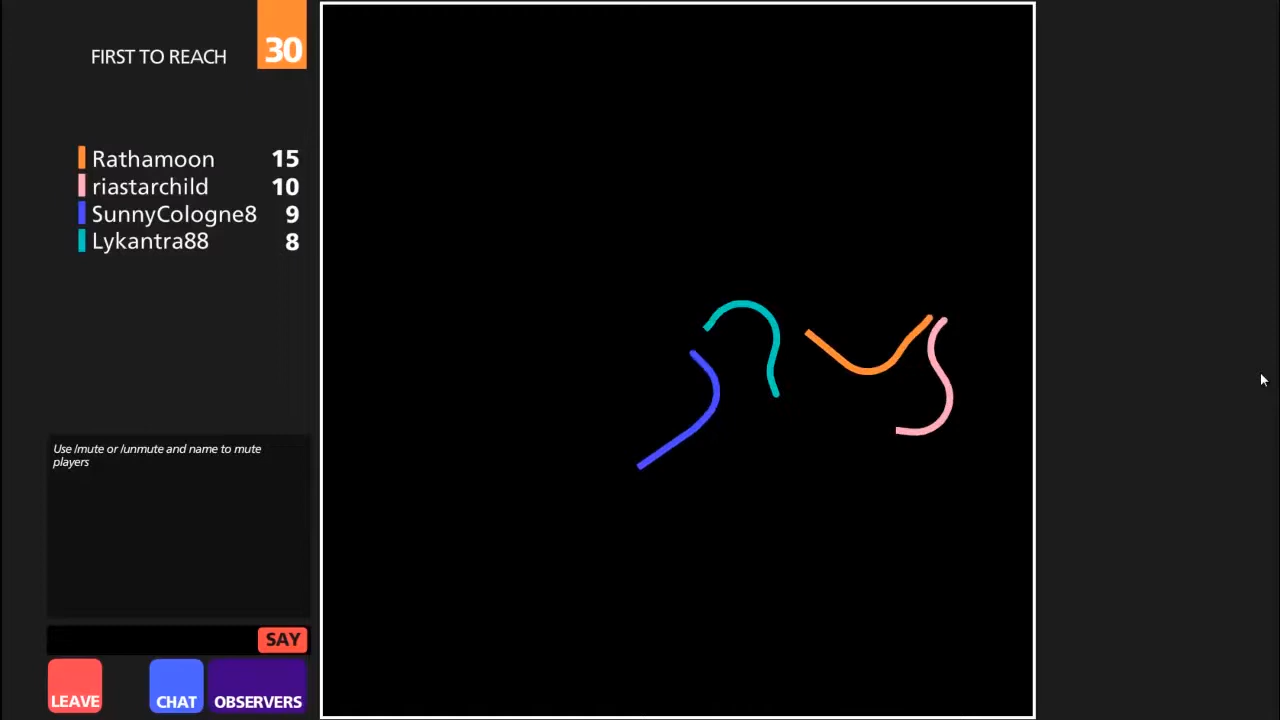 FIRST TO REACH 30
Rathamoon 15
riastarchild 10
SunnyCologne8 9
Lykantra88 8
Use /mute or /unmute and name to mute
players
SAY
LEAVE CHAT OBSERVERS